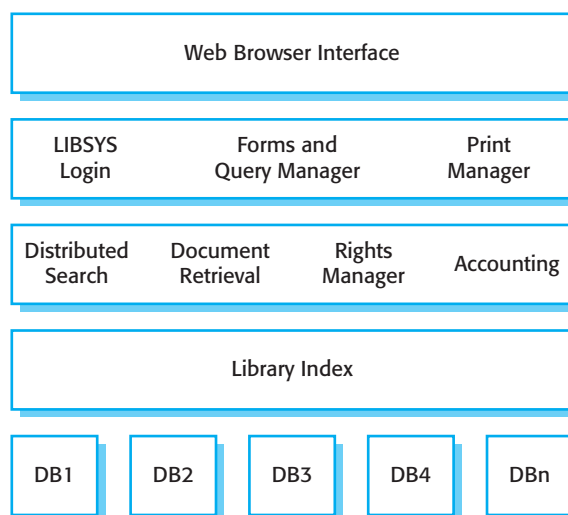 Web Browser Interface
LIBSYS
Login
Forms and
Query Manager
Print
Manager
Distributed
Search
Document
Retrieval
Rights
Manager
Accounting
Library Index
DB1
DB2
DB3
DB4
DBn